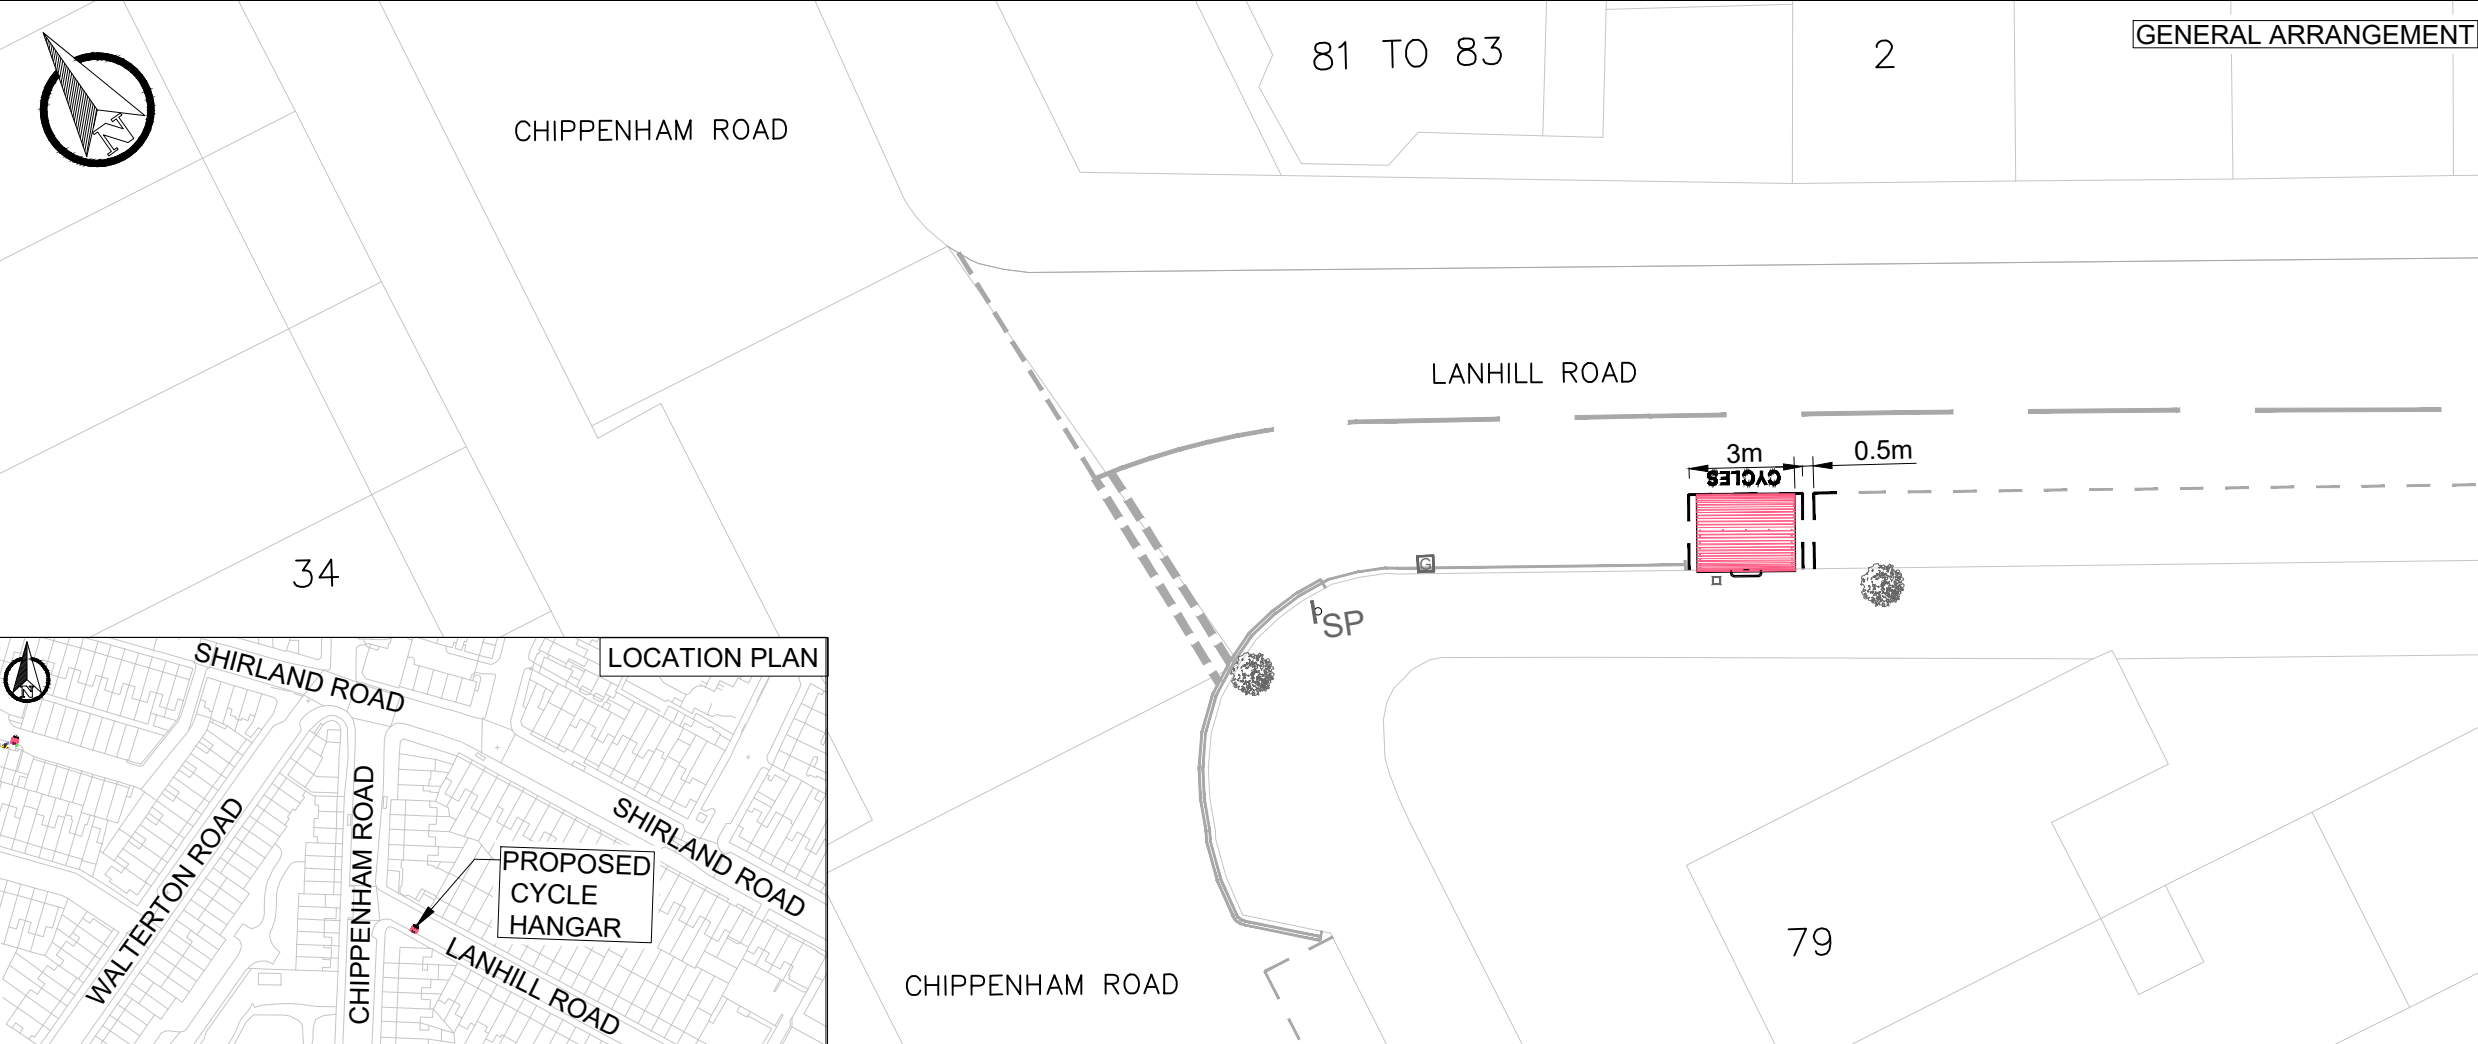 GENERAL ARRANGEMENT
81 TO 83
2
N
CHIPPENHAM ROAD
LANHILL ROAD
3m
0.5m
CYCLES
G
34
SP
79
CHIPPENHAM ROAD
LOCATION PLAN
N
SHIRLAND ROAD
SHIRLAND ROAD
WALTERTON ROAD
CHIPPENHAM ROAD
PROPOSED
CYCLE
HANGAR
LANHILL ROAD